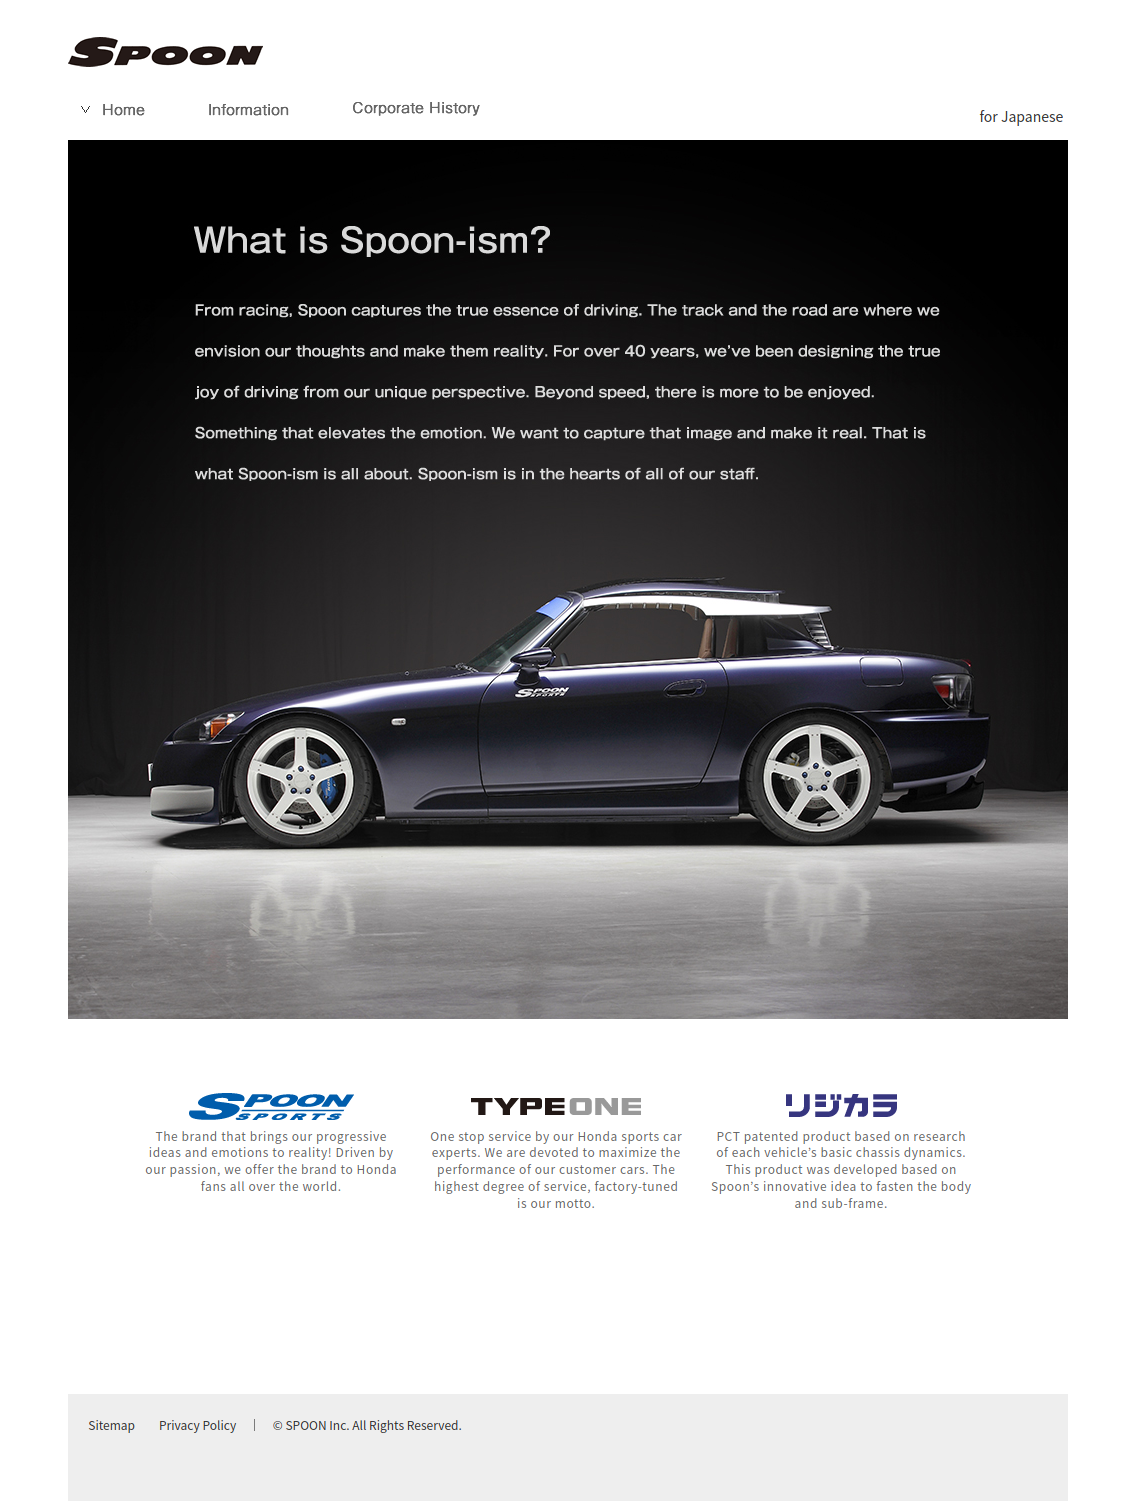 SPOON
Home
Information
Corporate History
for Japanese
What is Spoon-ism?
From racing, Spoon captures the true essence of driving. The track and the road are where we
envision our thoughts and make them reality. For over 40 years, we've been designing the true
joy of driving from our unique perspective. Beyond speed, there is more to be enjoyed.
Something that elevates the emotion. We want to capture that image and make it real. That is
what Spoon-ism is all about. Spoon-ism is in the hearts of all of our staff.
SPOON
SPORTS
SPOON
SPORTS
The brand that brings our progressive
ideas and emotions to reality! Driven by
our passion, we offer the brand to Honda
fans all over the world.
TYPEONE
One stop service by our Honda sports car
experts. We are devoted to maximize the
performance of our customer cars. The
highest degree of service, factory-tuned
is our motto.
リジカラ
PCT patented product based on research
of each vehicle's basic chassis dynamics.
This product was developed based on
Spoon's innovative idea to fasten the body
and sub-frame.
Sitemap
Privacy Policy
© SPOON Inc. All Rights Reserved.